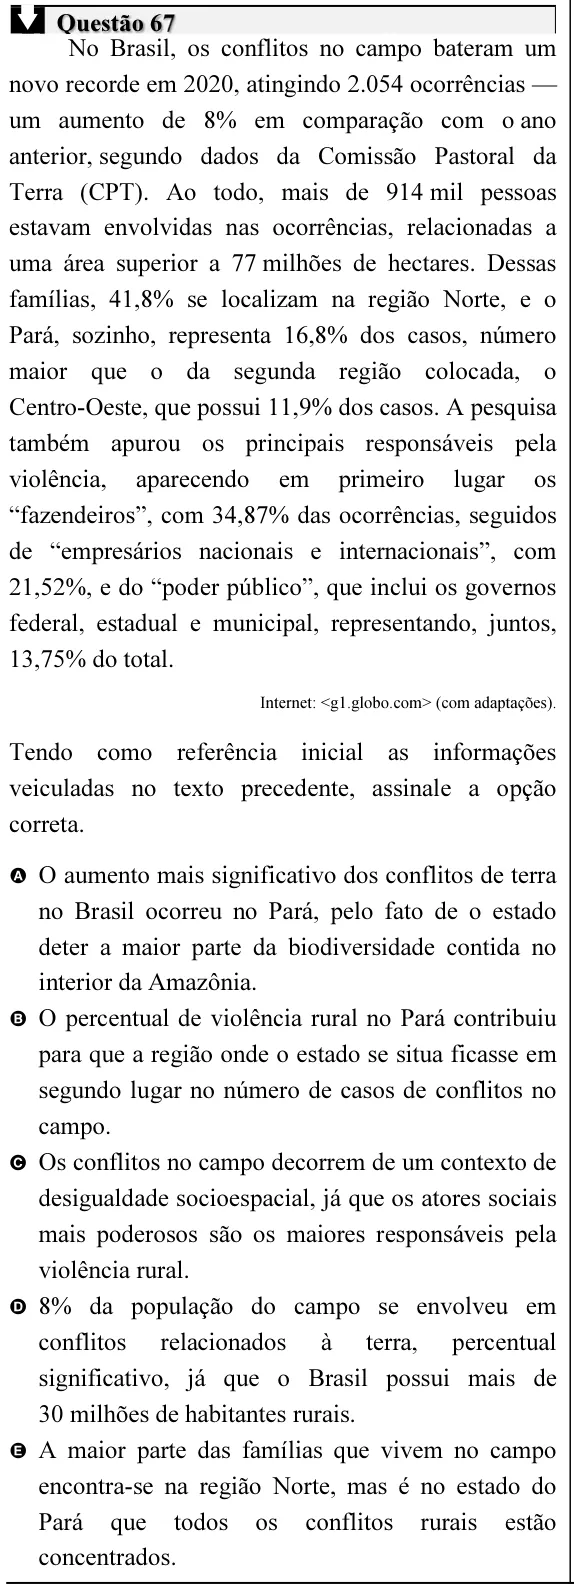 Questão 67
No Brasil, os conflitos no campo bateram um
novo recorde em 2020, atingindo 2.054 ocorrências —
um aumento de 8% em comparação com o ano
anterior, segundo dados da Comissão Pastoral da
Terra (CPT). Ao todo, mais de 914 mil pessoas
estavam envolvidas nas ocorrências, relacionadas a
uma área superior a 77 milhões de hectares. Dessas
famílias, 41,8% se localizam na região Norte, e o
Pará, sozinho, representa 16,8% dos casos, número
maior que o da segunda região colocada, o
Centro-Oeste, que possui 11,9% dos casos. A pesquisa
também apurou os principais responsáveis pela
violência, aparecendo em primeiro lugar os
“fazendeiros”, com 34,87% das ocorrências, seguidos
de “empresários nacionais e internacionais”, com
21,52%, e do “poder público”, que inclui os governos
federal, estadual e municipal, representando, juntos,
13,75% do total.
Internet: <g1.globo.com> (com adaptações).
Tendo como referência inicial as informações
veiculadas no texto precedente, assinale a opção
correta.
A O aumento mais significativo dos conflitos de terra
no Brasil ocorreu no Pará, pelo fato de o estado
deter a maior parte da biodiversidade contida no
interior da Amazônia.
B O percentual de violência rural no Pará contribuiu
para que a região onde o estado se situa ficasse em
segundo lugar no número de casos de conflitos no
campo.
C Os conflitos no campo decorrem de um contexto de
desigualdade socioespacial, já que os atores sociais
mais poderosos são os maiores responsáveis pela
violência rural.
D 8% da população do campo se envolveu em
conflitos relacionados à terra, percentual
significativo, já que o Brasil possui mais de
30 milhões de habitantes rurais.
E A maior parte das famílias que vivem no campo
encontra-se na região Norte, mas é no estado do
Pará que todos os conflitos rurais estão
concentrados.